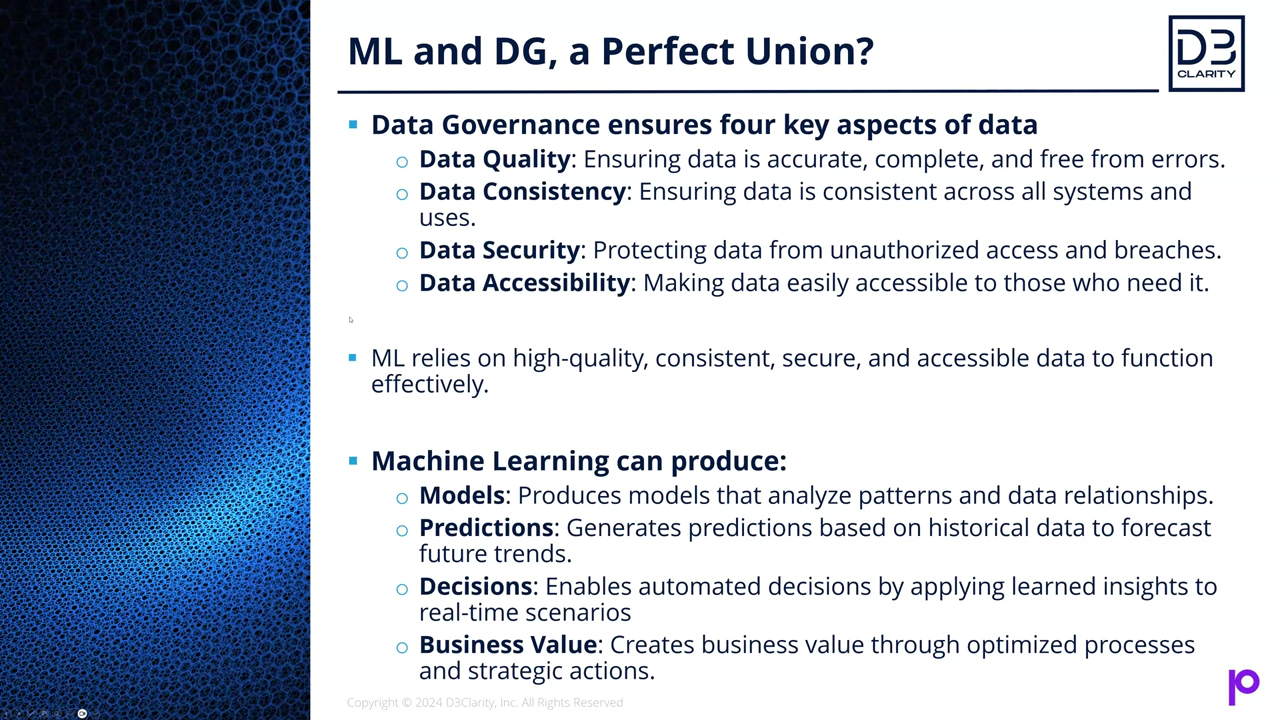 ML and DG, a Perfect Union?
D3
CLARITY
Data Governance ensures four key aspects of data
Data Quality: Ensuring data is accurate, complete, and free from errors.
Data Consistency: Ensuring data is consistent across all systems and
uses.
Data Security: Protecting data from unauthorized access and breaches.
Data Accessibility: Making data easily accessible to those who need it.
ML relies on high-quality, consistent, secure, and accessible data to function
effectively.
Machine Learning can produce:
Models: Produces models that analyze patterns and data relationships.
Predictions: Generates predictions based on historical data to forecast
future trends.
Decisions: Enables automated decisions by applying learned insights to
real-time scenarios
Business Value: Creates business value through optimized processes
and strategic actions.
Copyright © 2024 D3Clarity, Inc. All Rights Reserved